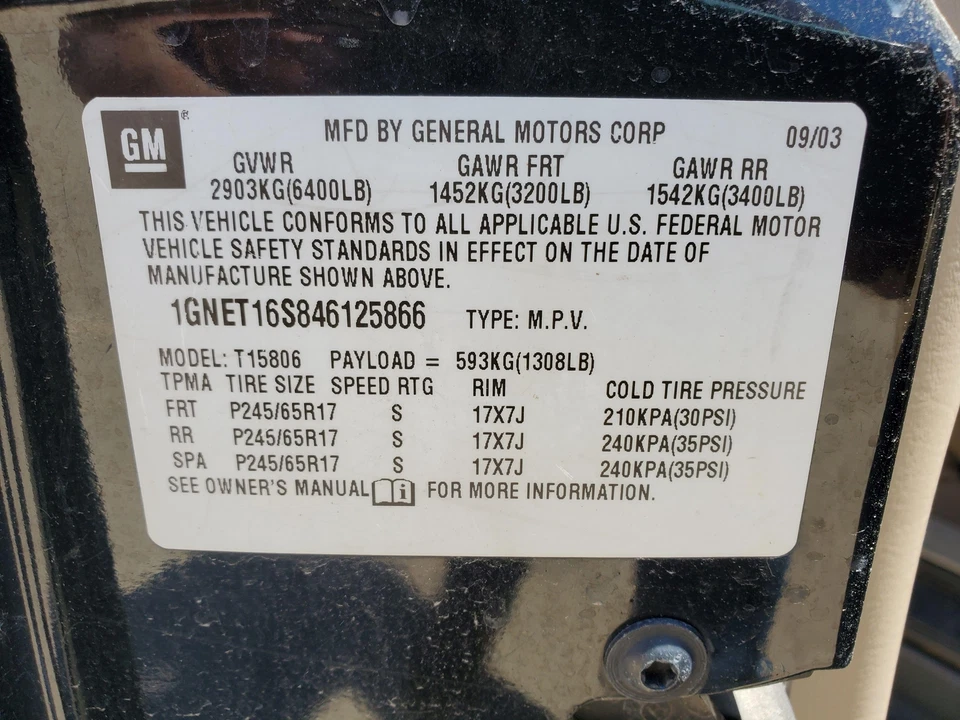 GM ® MFD BY GENERAL MOTORS CORP 09/03
GVWR GAWR FRT GAWR RR
2903KG(6400LB) 1452KG(3200LB) 1542KG(3400LB)
THIS VEHICLE CONFORMS TO ALL APPLICABLE U.S. FEDERAL MOTOR
VEHICLE SAFETY STANDARDS IN EFFECT ON THE DATE OF
MANUFACTURE SHOWN ABOVE.
1GNET16S846125866 TYPE: M.P.V.
MODEL: T15806 PAYLOAD = 593KG(1308LB)
TPMA TIRE SIZE SPEED RTG RIM COLD TIRE PRESSURE
FRT P245/65R17 S 17X7J 210KPA(30PSI)
RR P245/65R17 S 17X7J 240KPA(35PSI)
SPA P245/65R17 S 17X7J 240KPA(35PSI)
SEE OWNER'S MANUAL i FOR MORE INFORMATION.